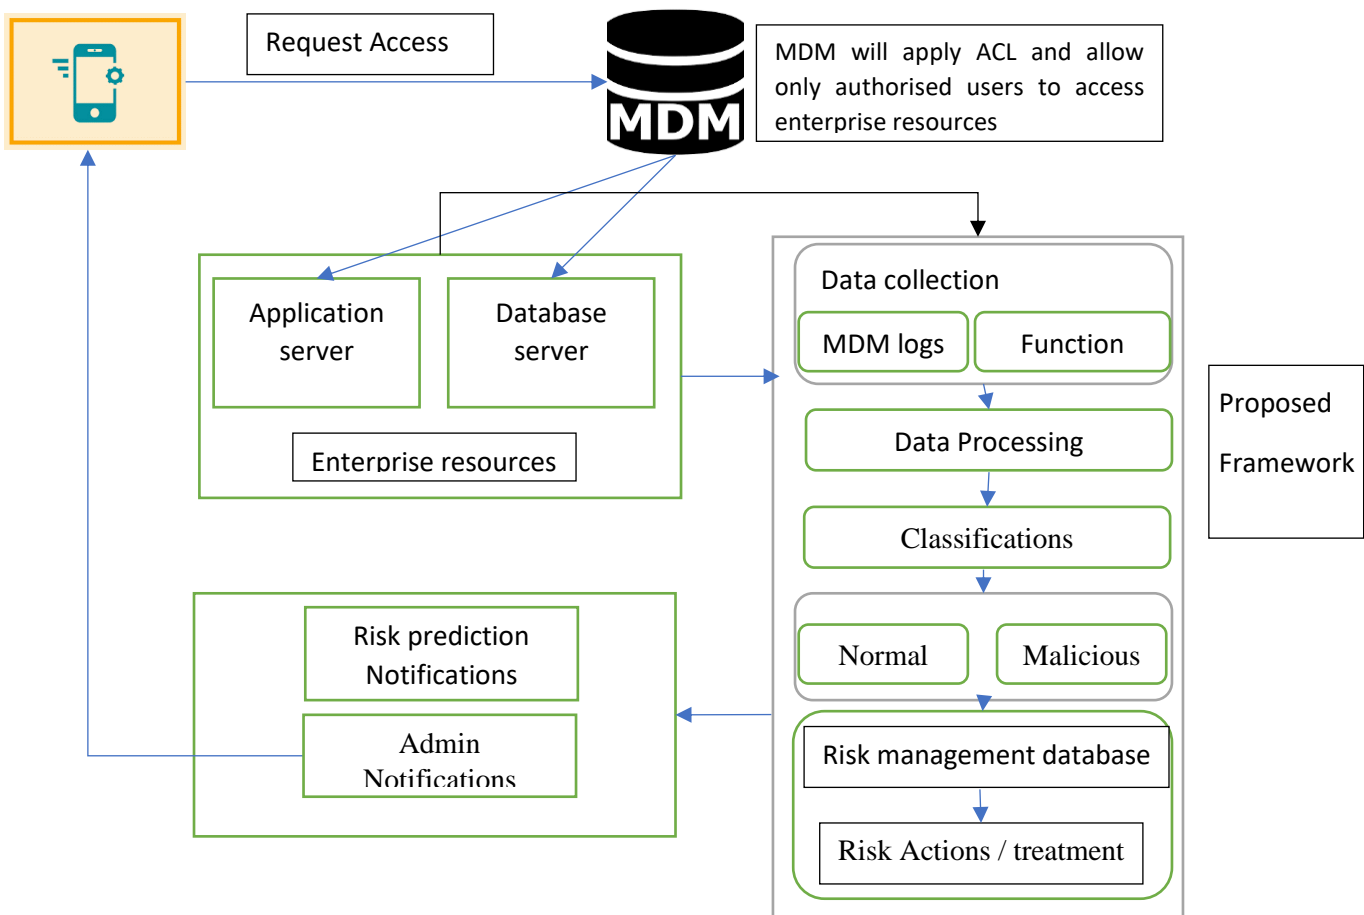 Request Access
MDM
MDM will apply ACL and allow
only authorised users to access
enterprise resources
Application
server
Database
server
Enterprise resources
Data collection
MDM logs
Function
Data Processing
Classifications
Normal
Malicious
Risk management database
Risk Actions / treatment
Proposed
Framework
Risk prediction
Notifications
Admin
Notifications